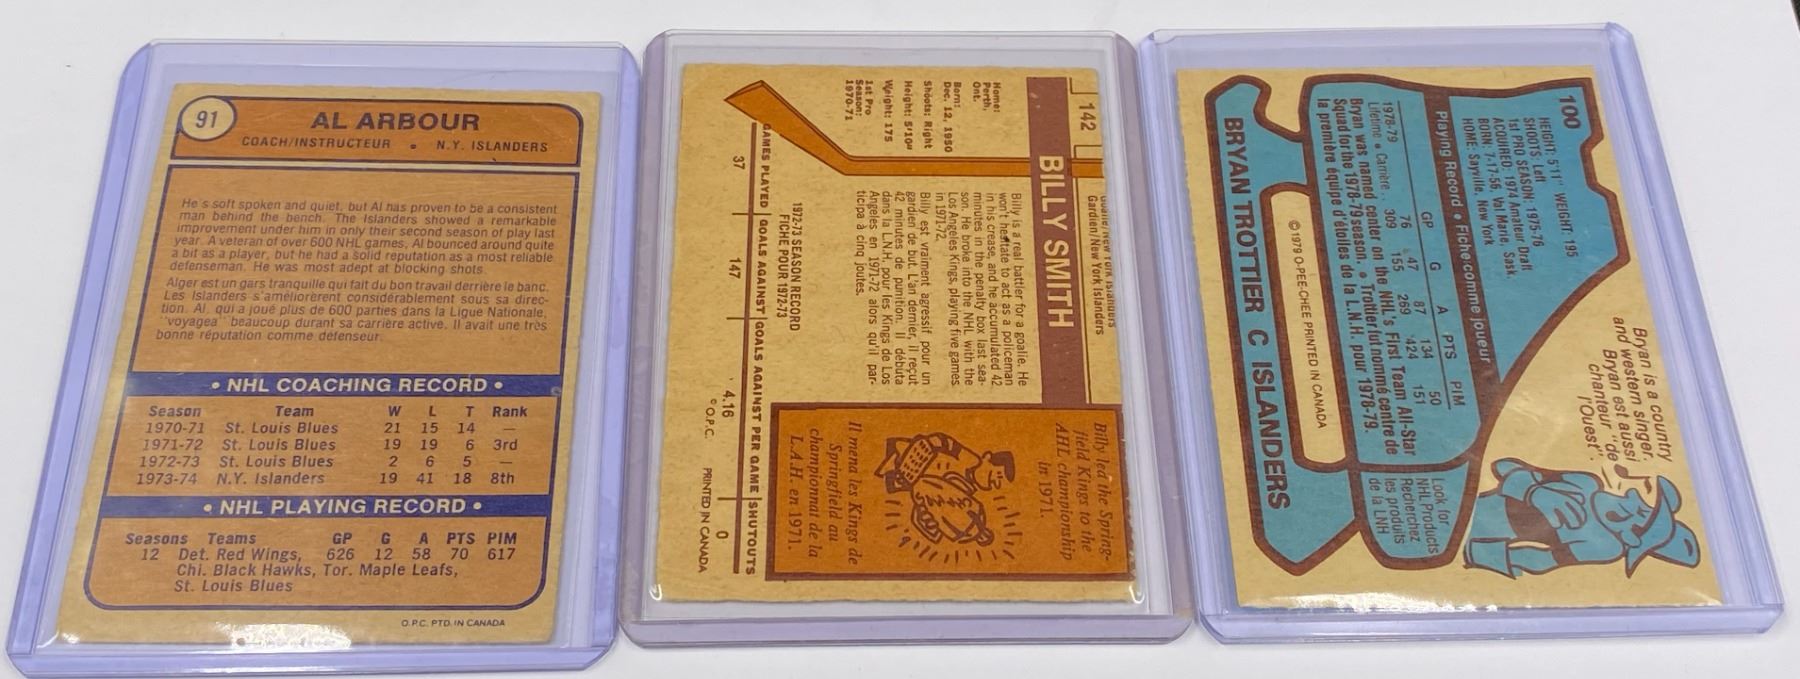 91
AL ARBOUR
COACH/INSTRUCTEUR • N.Y. ISLANDERS
He's soft spoken and quiet, but Al has proven to be a consistent
man behind the bench. The Islanders showed a remarkable
improvement under him in only their second season of play last
year. A veteran of over 600 NHL games, Al bounced around quite
a bit as a player, but he had a solid reputation as a most reliable
defenseman. He was most adept at blocking shots.
Alger est un gars tranquille qui fait du bon travail derrière le banc.
Les Islanders s'améliorèrent considérablement sous sa direc-
tion. Al, qui a joué plus de 600 parties dans la Ligue Nationale,
"voyagea" beaucoup durant sa carrière active. Il avait une très
bonne réputation comme defenseur.
• NHL COACHING RECORD •
Season Team W L T Rank
1970-71 St. Louis Blues 21 15 14 —
1971-72 St. Louis Blues 19 19 6 3rd
1972-73 St. Louis Blues 2 6 5 —
1973-74 N.Y. Islanders 19 41 18 8th
• NHL PLAYING RECORD •
Seasons Teams GP G A PTS PIM
12 Det. Red Wings, 626 12 58 70 617
Chi. Black Hawks, Tor. Maple Leafs,
St. Louis Blues
O.P.C. PTD. IN CANADA
142
BILLY SMITH
Goalie/New York Islanders
Gardien/New York Islanders
Home:
Perth,
Ont.
Born:
Dec. 12, 1950
Shoots: Right
Height: 5'10"
Weight: 175
1st Pro
Season:
1970-71
Billy is a real battler for a goalie. He
won't hesitate to act as a policeman
in his crease, and he accumulated 42
minutes in the penalty box last sea-
son. He broke into the NHL with the
Los Angeles Kings, playing five games
in 1971-72.
Billy est vraiment agressif pour un
gardien de but. L'an dernier, il reçut
42 minutes de punition. Il débuta
dans la L.N.H. pour les Kings de Los
Angeles en 1971-72 alors qu'il par-
ticipa à cinq joutes.
Billy led the Spring-
field Kings to the
AHL championship
in 1971.
Il mena les Kings de
Springfield au
championnat de la
L.A.H. en 1971.
1972-73 SEASON RECORD
FICHE POUR 1972-73
GAMES PLAYED GOALS AGAINST GOALS AGAINST PER GAME SHUTOUTS
37 147 4.16 0
© O.P.C. PRINTED IN CANADA
100
HEIGHT: 5'11" WEIGHT: 195
SHOOTS: Left
1st PRO SEASON: 1975-76
ACQUIRED: 1974 Amateur Draft
BORN: 7-17-56, Val Marie, Sask.
HOME: Sayville, New York
Playing Record • Fiche comme joueur
GP G A PTS PIM
1978-79 76 47 87 134 50
Lifetime • Carrière 309 155 269 424 151
Bryan was named center on the NHL's First Team All-Star
Squad for the 1978-79 season. • Trottier fut nommé centre de
la première équipe d'étoiles de la L.N.H. pour 1978-79.
Look for
NHL Products
Recherchez
les produits
de la LNH
© 1979 O-PEE-CHEE PRINTED IN CANADA
BRYAN TROTTIER C ISLANDERS
Bryan is a country
and western singer.
Bryan est aussi
chanteur "de
l'Ouest".